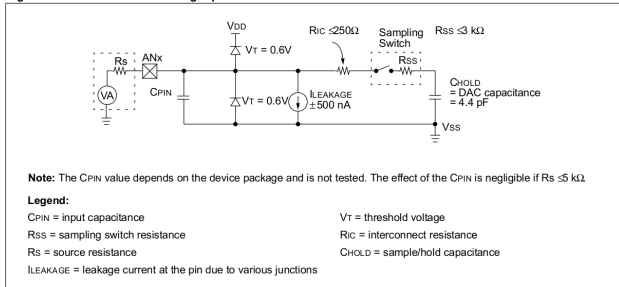 VDD
RIC ≤250Ω
Sampling Switch
RSS ≤3 kΩ
VT = 0.6V
Rs
ANx
RSS
VA
CPIN
VT = 0.6V
ILEAKAGE
±500 nA
CHOLD
= DAC capacitance
= 4.4 pF
VSS
Note: The CPIN value depends on the device package and is not tested. The effect of the CPIN is negligible if Rs ≤5 kΩ
Legend:
CPIN = input capacitance
VT = threshold voltage
RSS = sampling switch resistance
RIC = interconnect resistance
RS = source resistance
CHOLD = sample/hold capacitance
ILEAKAGE = leakage current at the pin due to various junctions